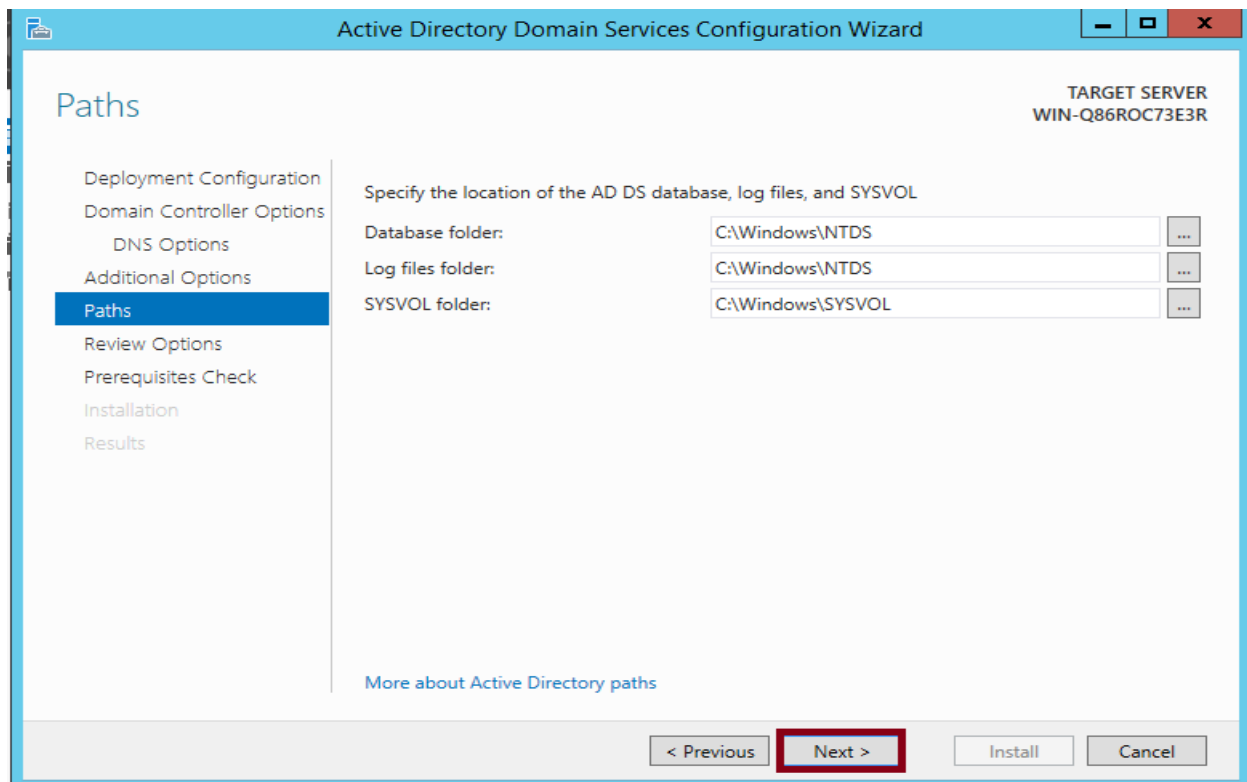 Active Directory Domain Services Configuration Wizard
Paths
TARGET SERVER
WIN-Q86ROC73E3R
Deployment Configuration
Domain Controller Options
DNS Options
Additional Options
Paths
Review Options
Prerequisites Check
Installation
Results
Specify the location of the AD DS database, log files, and SYSVOL
Database folder: C:\Windows\NTDS ...
Log files folder: C:\Windows\NTDS ...
SYSVOL folder: C:\Windows\SYSVOL ...
More about Active Directory paths
< Previous Next > Install Cancel